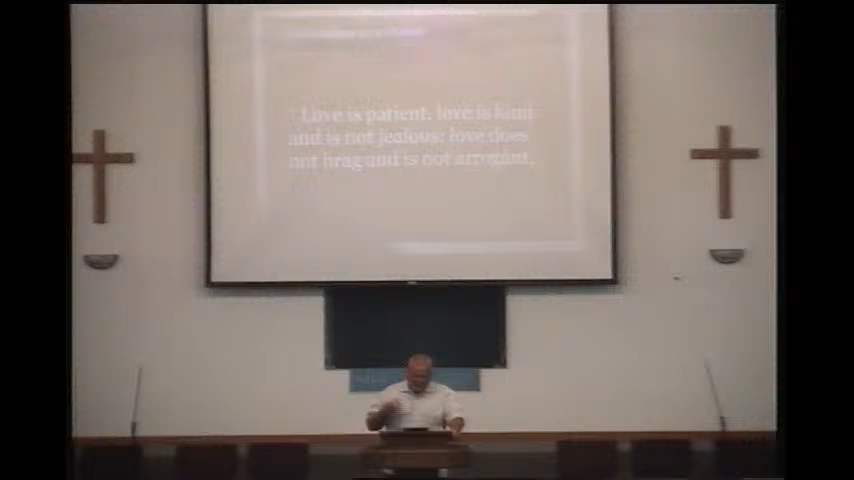 Love is patient, love is kind
and is not jealous; love does
not brag and is not arrogant,